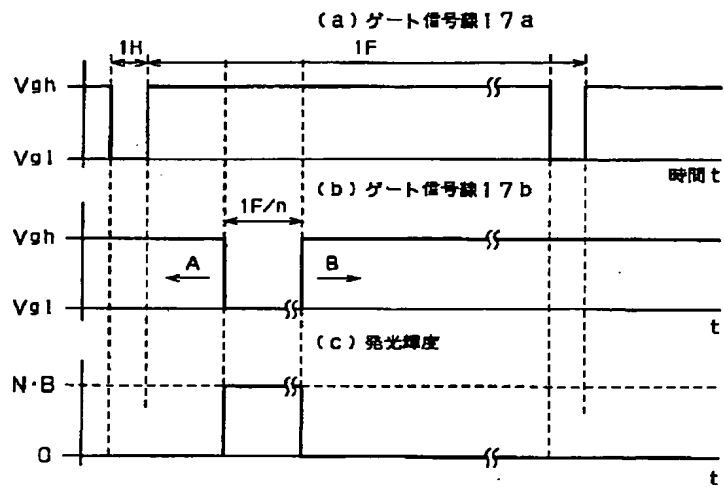 (a)ゲート信号線17a
1H
1F
Vgh
Vgl
時間t
(b)ゲート信号線17b
1F/n
Vgh
A
B
Vgl
t
(c)発光輝度
N・B
0
t